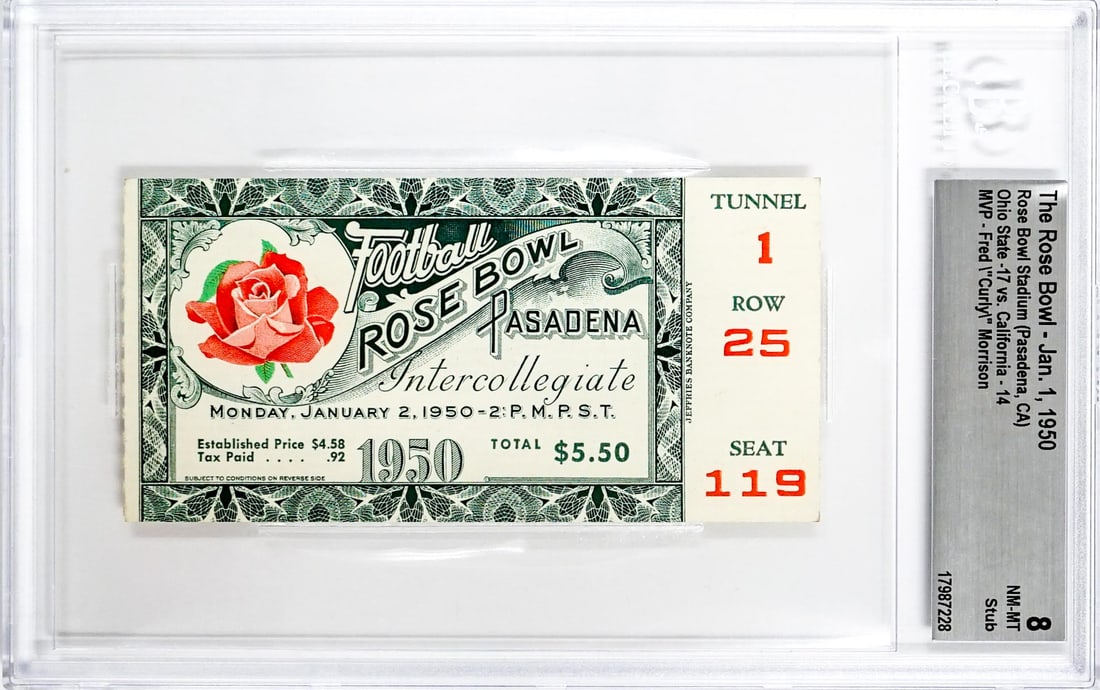 Football
ROSE BOWL
PASADENA
Intercollegiate
MONDAY, JANUARY 2, 1950-2:P.M.P.S.T.
Established Price $4.58
Tax Paid .... .92
1950
TOTAL $5.50
SUBJECT TO CONDITIONS ON REVERSE SIDE
JEFFRIES BANKNOTE COMPANY
TUNNEL
1
ROW
25
SEAT
119
The Rose Bowl - Jan. 1, 1950
Rose Bowl Stadium (Pasadena, CA)
Ohio State -17 vs. California - 14
MVP - Fred \"Curly\" Morrison
8
NM-MT
Stub
17987228